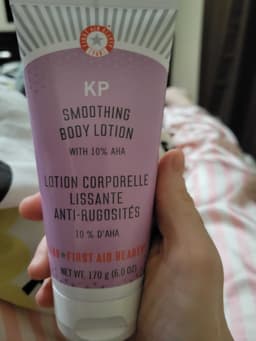 KP
SMOOTHING
BODY LOTION
WITH 10% AHA
LOTION CORPORELLE
LISSANTE
ANTI-RUGOSITÉS
10 % D'AHA
FIRST AID BEAUTY
NET WT. 170 g (6.0 oz)